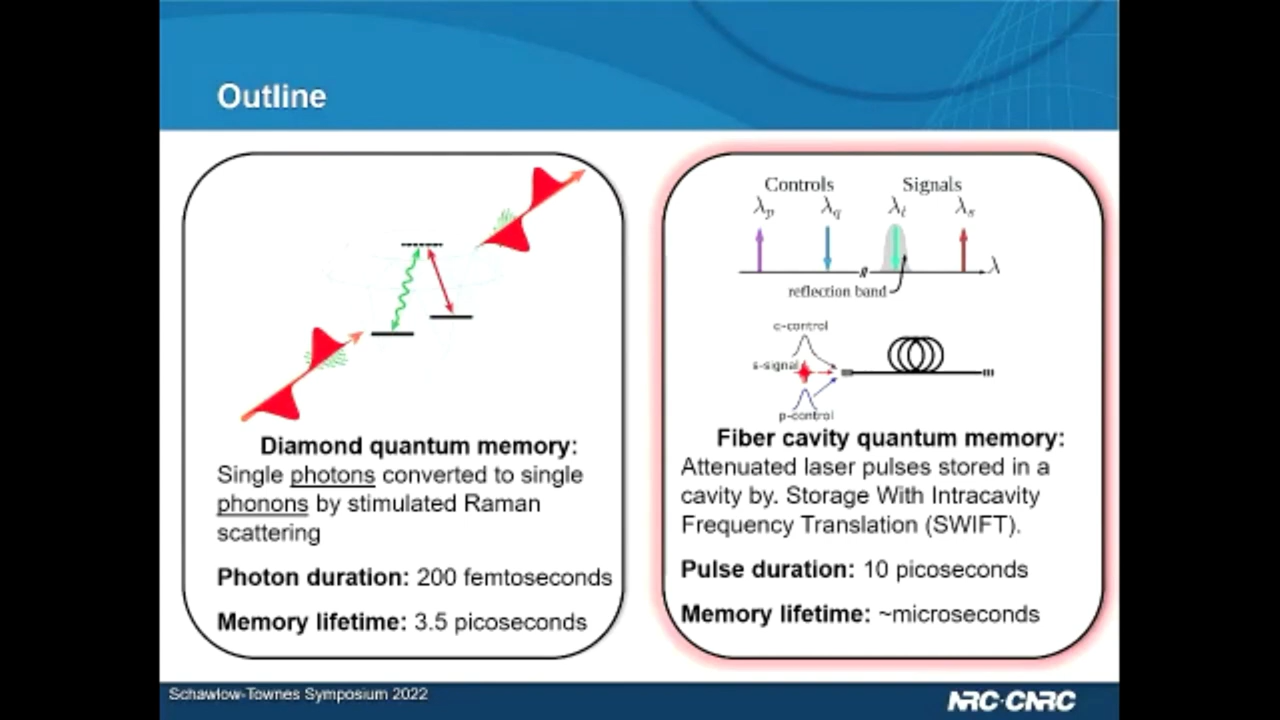 Outline
Diamond quantum memory:
Single photons converted to single
phonons by stimulated Raman
scattering
Photon duration: 200 femtoseconds
Memory lifetime: 3.5 picoseconds
Controls Signals
λp λq λt λs
λ
reflection band
c-control
s-signal
p-control
Fiber cavity quantum memory:
Attenuated laser pulses stored in a
cavity by. Storage With Intracavity
Frequency Translation (SWIFT).
Pulse duration: 10 picoseconds
Memory lifetime: ~microseconds
Schawlow-Townes Symposium 2022
NRC·CNRC